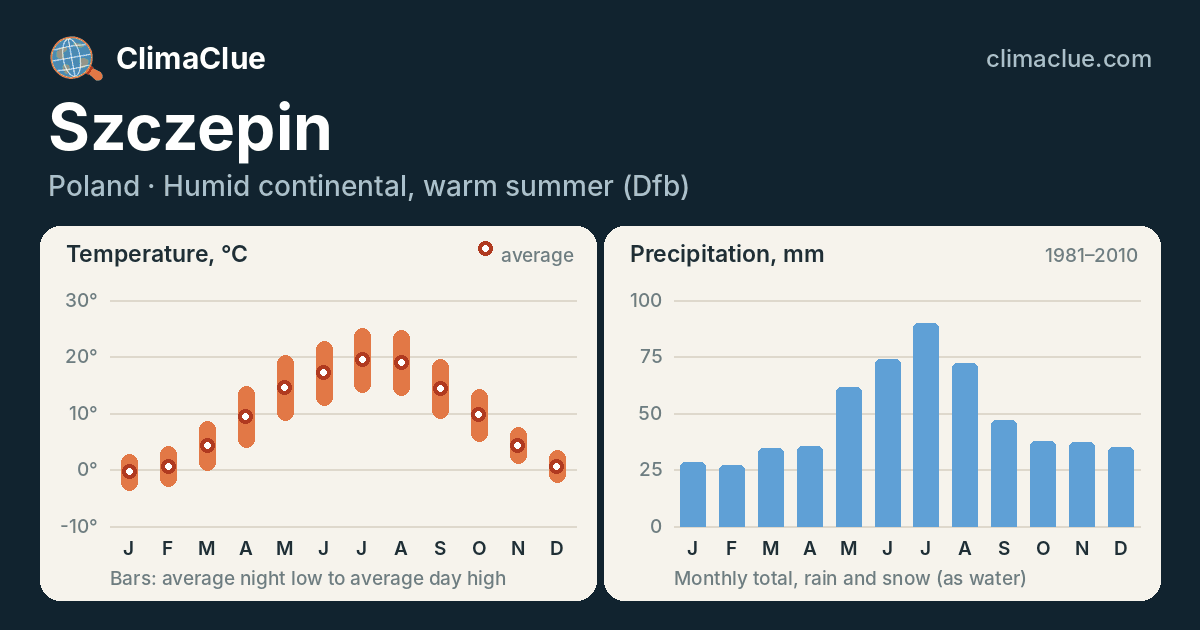 ClimaClue
climaclue.com
Szczepin
Poland · Humid continental, warm summer (Dfb)
Temperature, °C
average
30°
20°
10°
0°
-10°
J F M A M J J A S O N D
Bars: average night low to average day high
Precipitation, mm
1981–2010
100
75
50
25
0
J F M A M J J A S O N D
Monthly total, rain and snow (as water)